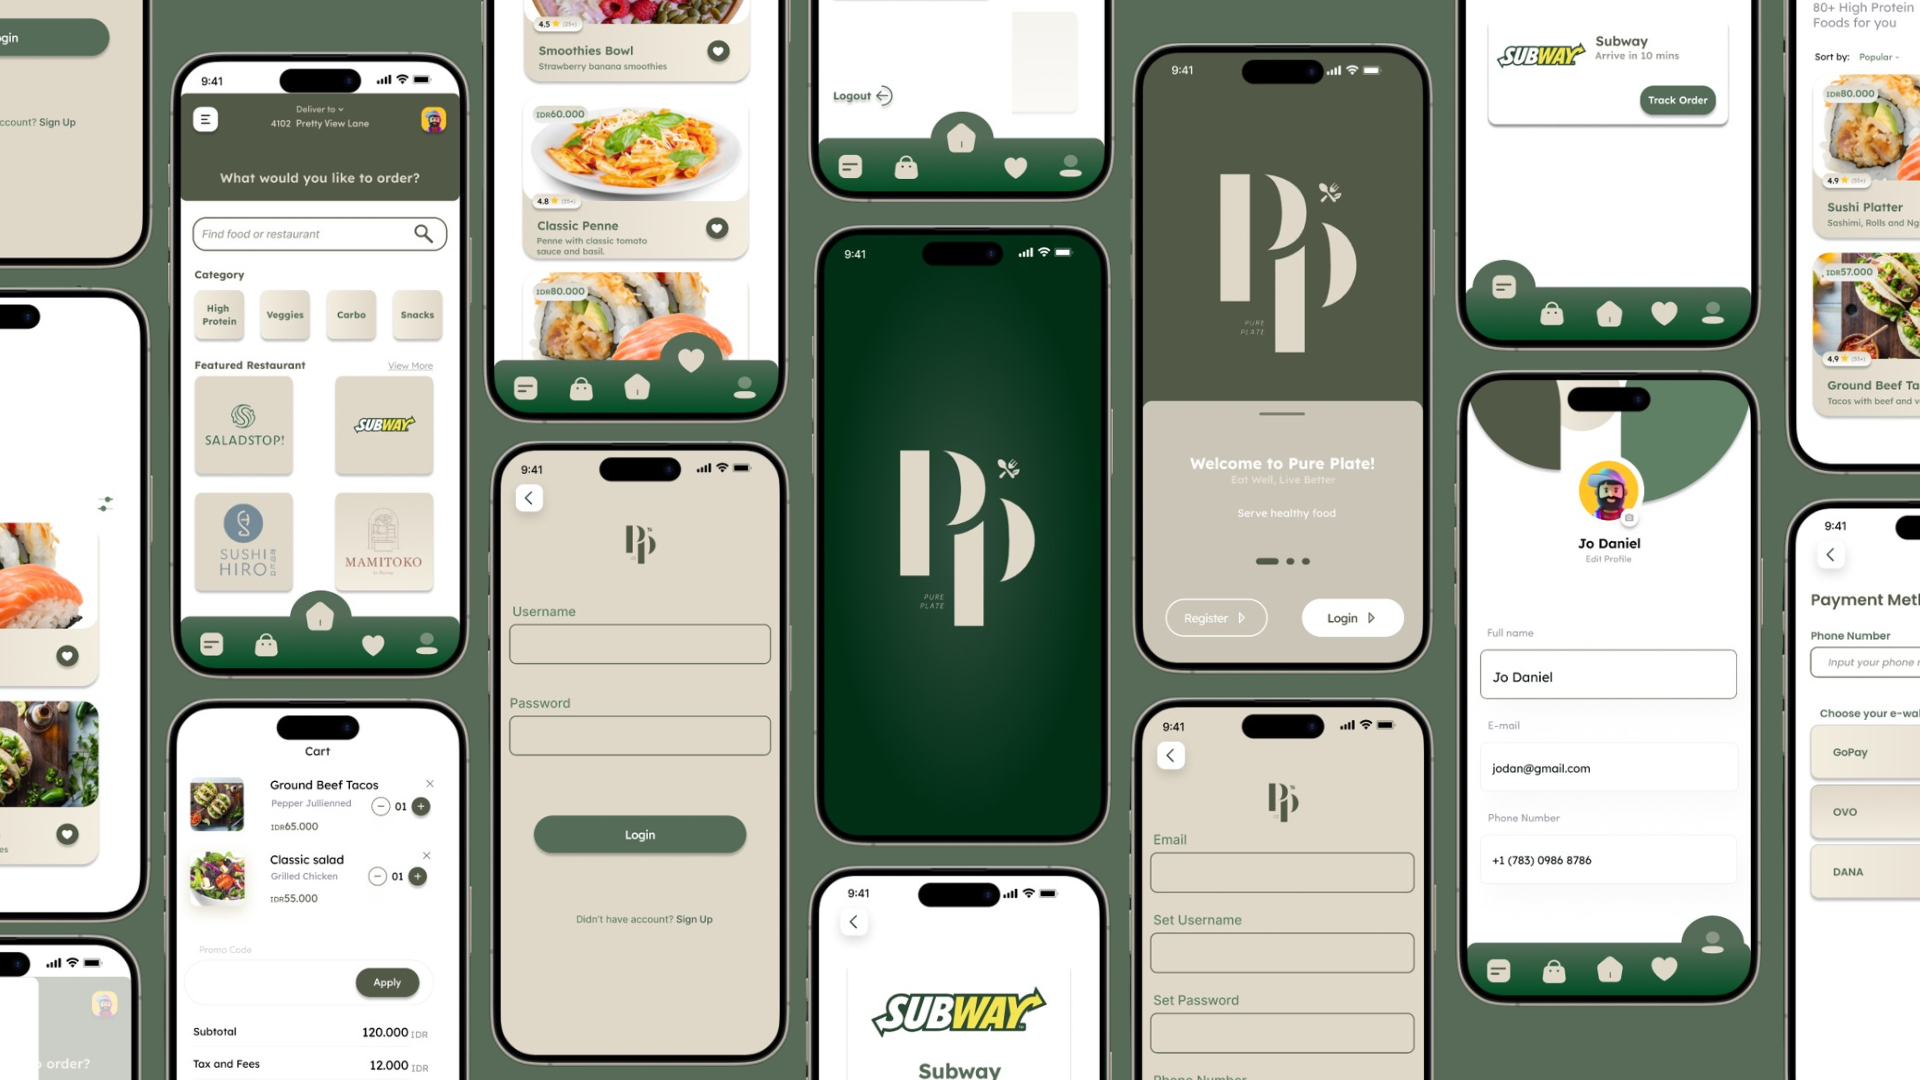 ogin
ccount? Sign Up
9:41
Deliver to
4102 Pretty View Lane
What would you like to order?
Find food or restaurant
Category
High Protein
Veggies
Carbo
Snacks
Featured Restaurant
View More
SALADSTOP!
SUBWAY
SUSHI
HIRO
MAMITOKO
Cart
Ground Beef Tacos
Pepper Jullienned
01
IDR65.000
Classic salad
Grilled Chicken
01
IDR55.000
Promo Code
Apply
Subtotal
120.000 IDR
Tax and Fees
12.000 IDR
order?
es
4.5 (25+)
Smoothies Bowl
Strawberry banana smoothies
IDR60.000
4.8
Classic Penne
Penne with classic tomato
sauce and basil.
IDR80.000
9:41
Username
Password
Login
Didn't have account? Sign Up
Logout
9:41
PURE
PLATE
9:41
SUBWAY
Subway
9:41
PURE
PLATE
Welcome to Pure Plate!
Eat Well, Live Better
Serve healthy food
Register
Login
9:41
Email
Set Username
Set Password
Phone Number
SUBWAY
Subway
Arrive in 10 mins
Track Order
Jo Daniel
Edit Profile
Full name
Jo Daniel
E-mail
jodan@gmail.com
Phone Number
+1 (783) 0986 8786
80+ High Protein
Foods for you
Sort by: Popular
IDR80.000
4.9
Sushi Platter
Sashimi, Rolls and Ng
IDR57.000
4.9
Ground Beef Ta
Tacos with beef and v
9:41
Payment Met
Phone Number
Input your phone
Choose your e-wal
GoPay
OVO
DANA